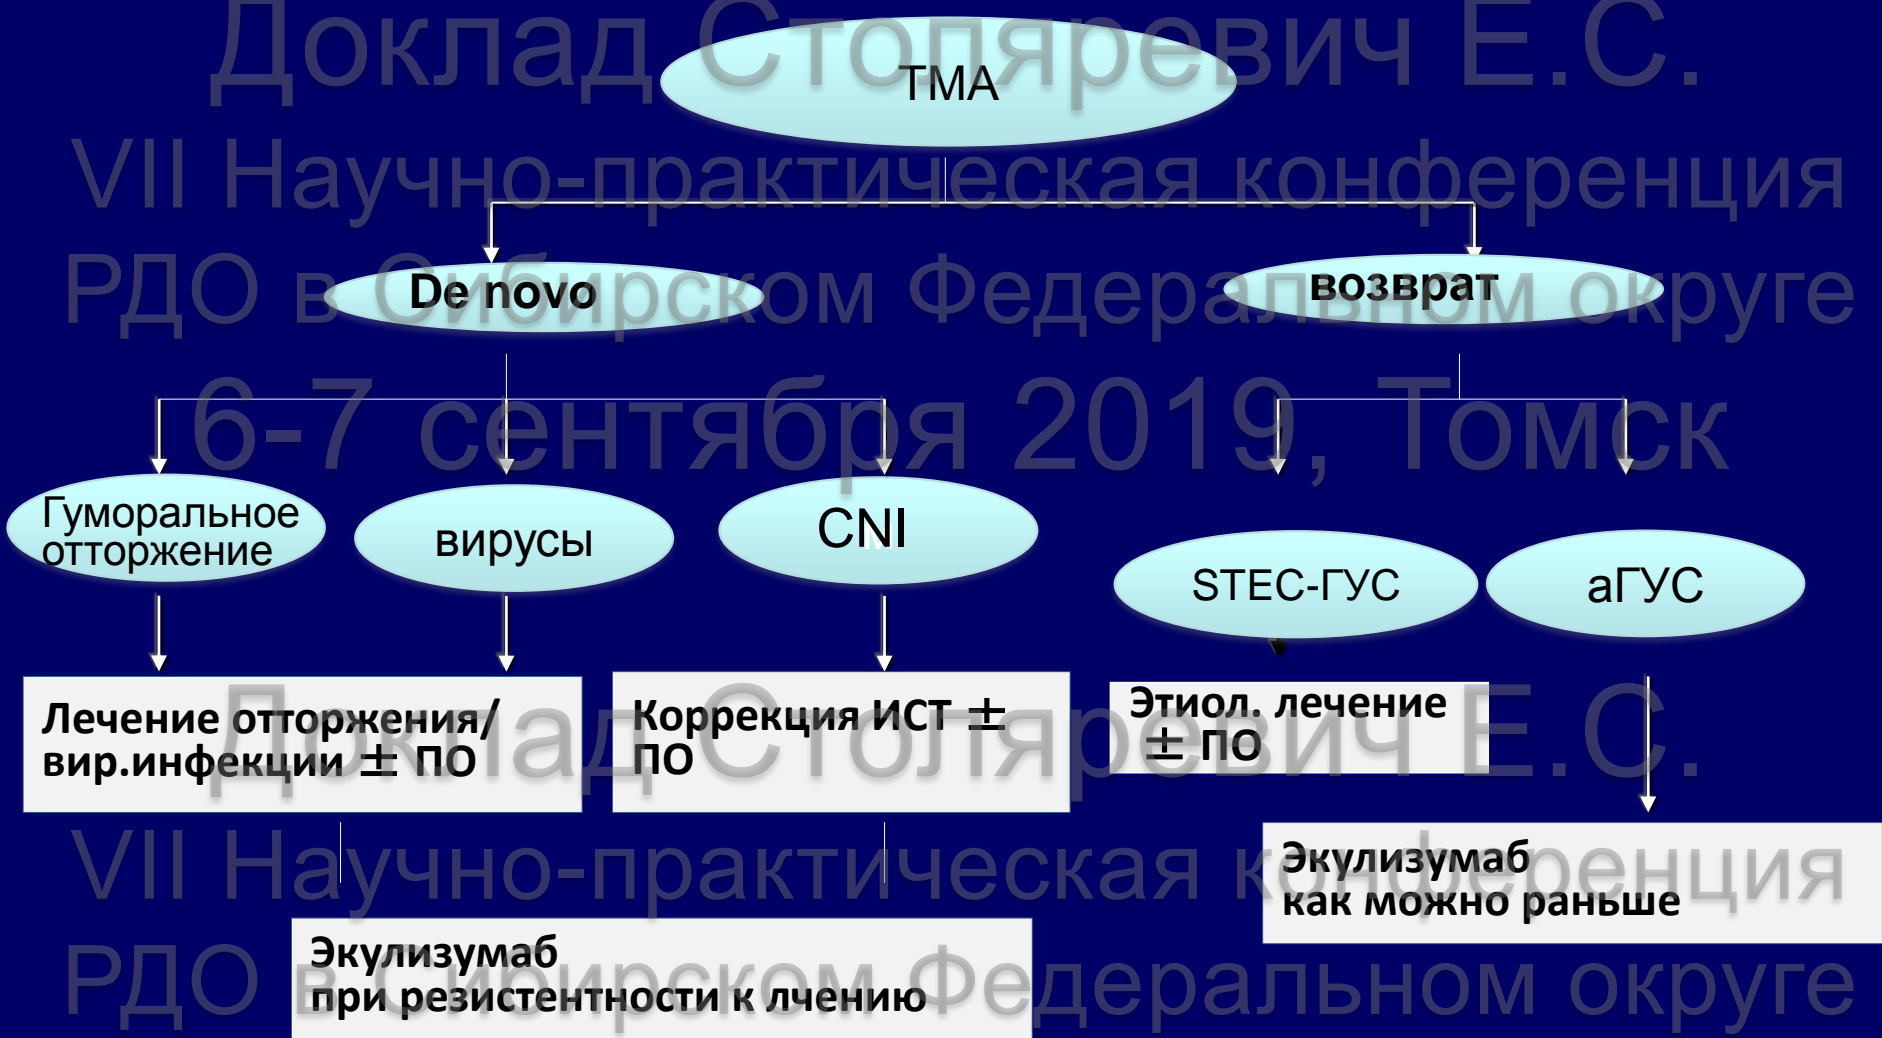 Доклад Столяревич Е.С.
ТМА
VII Научно-практическая конференция
РДО в Сибирском Федеральном округе
De novo
возврат
6-7 сентября 2019, Томск
Гуморальное
отторжение
вирусы
CNI
STEC-ГУС
аГУС
Лечение отторжения/
вир.инфекции ± ПО
Коррекция ИСТ ±
ПО
Этиол. лечение
± ПО
Доклад Столяревич Е.С.
VII Научно-практическая конференция
Экулизумаб
как можно раньше
РДО в Сибирском Федеральном округе
Экулизумаб
при резистентности к лчению